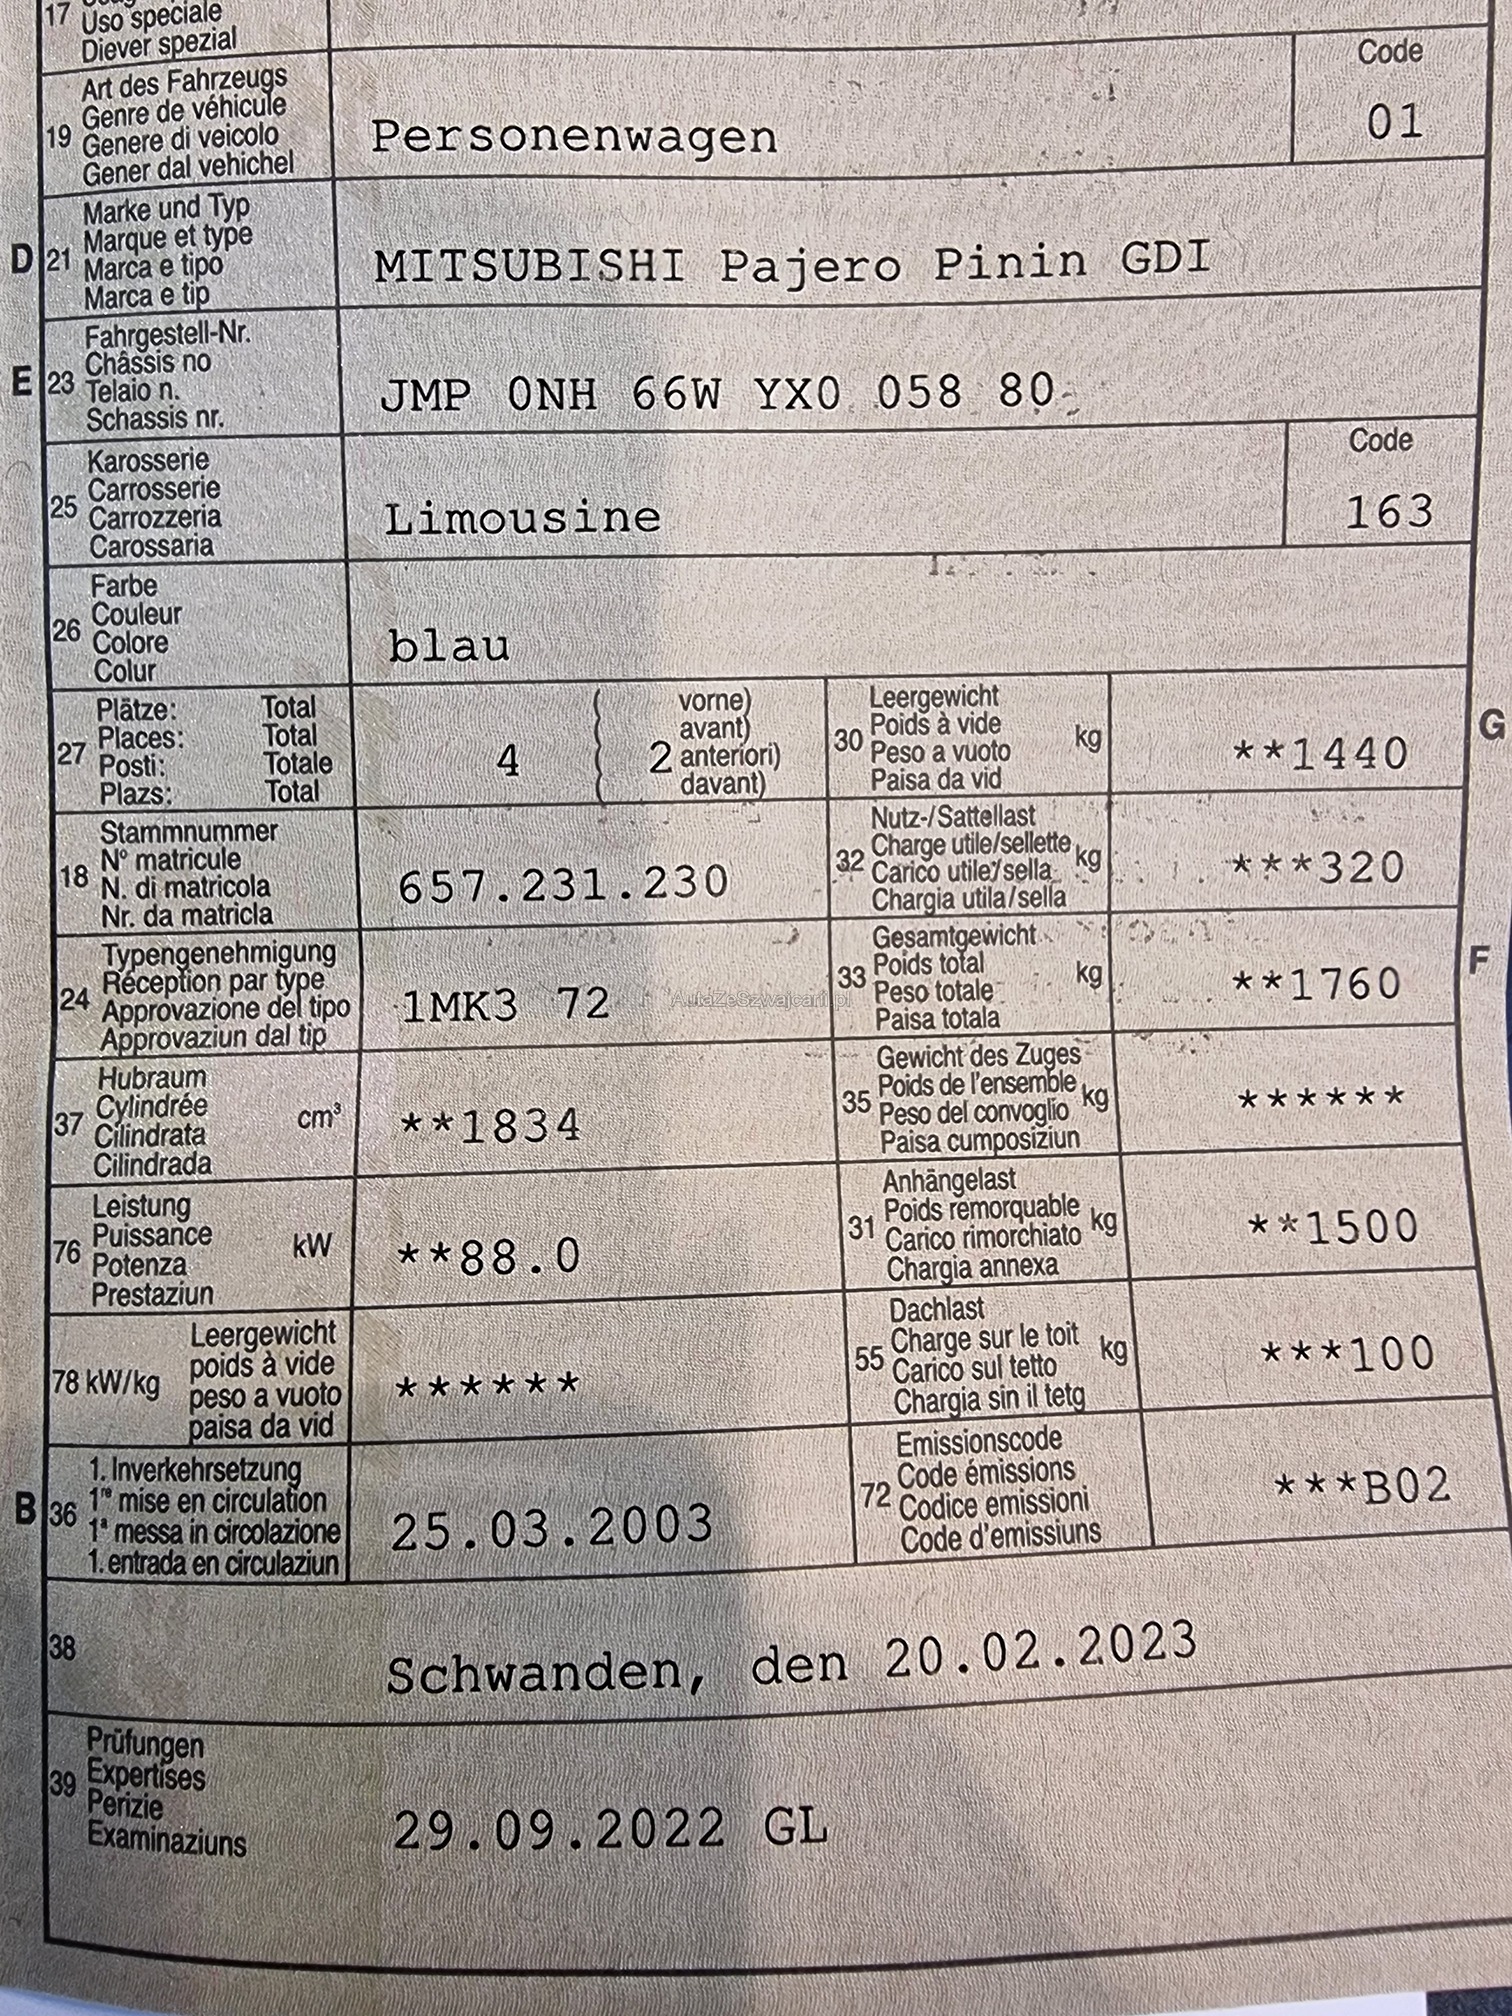 17 Uso speciale
Diever spezial
19 Art des Fahrzeugs
Genre de véhicule
Genere di veicolo
Gener dal vehichel
Personenwagen
Code
01
D 21 Marke und Typ
Marque et type
Marca e tipo
Marca e tip
MITSUBISHI Pajero Pinin GDI
E 23 Fahrgestell-Nr.
Châssis no
Telaio n.
Schassis nr.
JMP 0NH 66W YX0 058 80
25 Karosserie
Carrosserie
Carrozzeria
Carossaria
Limousine
Code
163
26 Farbe
Couleur
Colore
Colur
blau
27 Plätze: Total
Places: Total
Posti: Totale
Plazs: Total
4
2 vorne)
avant)
anteriori)
davant)
30 Leergewicht
Poids à vide kg
Peso a vuoto
Paisa da vid
**1440
G
18 Stammnummer
N° matricule
N. di matricola
Nr. da matricla
657.231.230
32 Nutz-/Sattellast
Charge utile/sellette kg
Carico utile/sella
Chargia utila/sella
***320
24 Typengenehmigung
Réception par type
Approvazione del tipo
Approvaziun dal tip
1MK3 72
AutaZeSzwajcarii.pl
33 Gesamtgewicht
Poids total kg
Peso totale
Paisa totala
**1760
F
37 Hubraum
Cylindrée cm³
Cilindrata
Cilindrada
**1834
35 Gewicht des Zuges
Poids de l'ensemble kg
Peso del convoglio
Paisa cumposiziun
******
76 Leistung
Puissance kW
Potenza
Prestaziun
**88.0
31 Anhängelast
Poids remorquable kg
Carico rimorchiato
Chargia annexa
**1500
78 kW/kg Leergewicht
poids à vide
peso a vuoto
paisa da vid
******
55 Dachlast
Charge sur le toit kg
Carico sul tetto
Chargia sin il tetg
***100
B 36 1. Inverkehrsetzung
1re mise en circulation
1a messa in circolazione
1. entrada en circulaziun
25.03.2003
72 Emissionscode
Code émissions
Codice emissioni
Code d'emissiuns
***B02
38
Schwanden, den 20.02.2023
39 Prüfungen
Expertises
Perizie
Examinaziuns
29.09.2022 GL